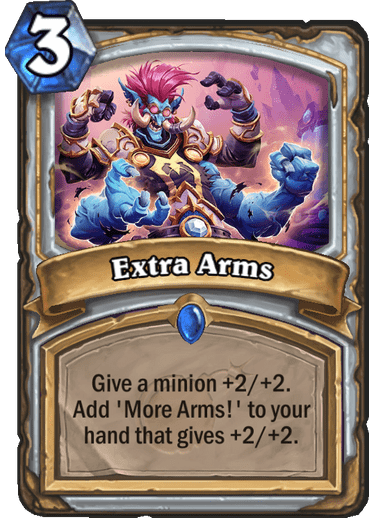 3
Extra Arms
Give a minion +2/+2.
Add 'More Arms!' to your
hand that gives +2/+2.